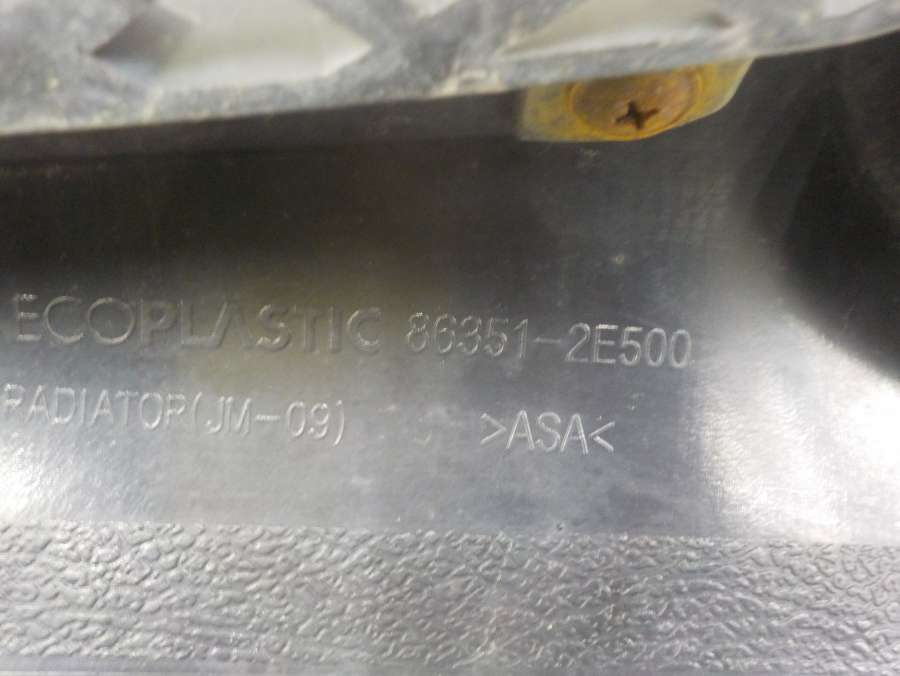 ECOPLASTIC 86351-2E500
RADIATOR(JM-09) >ASA<